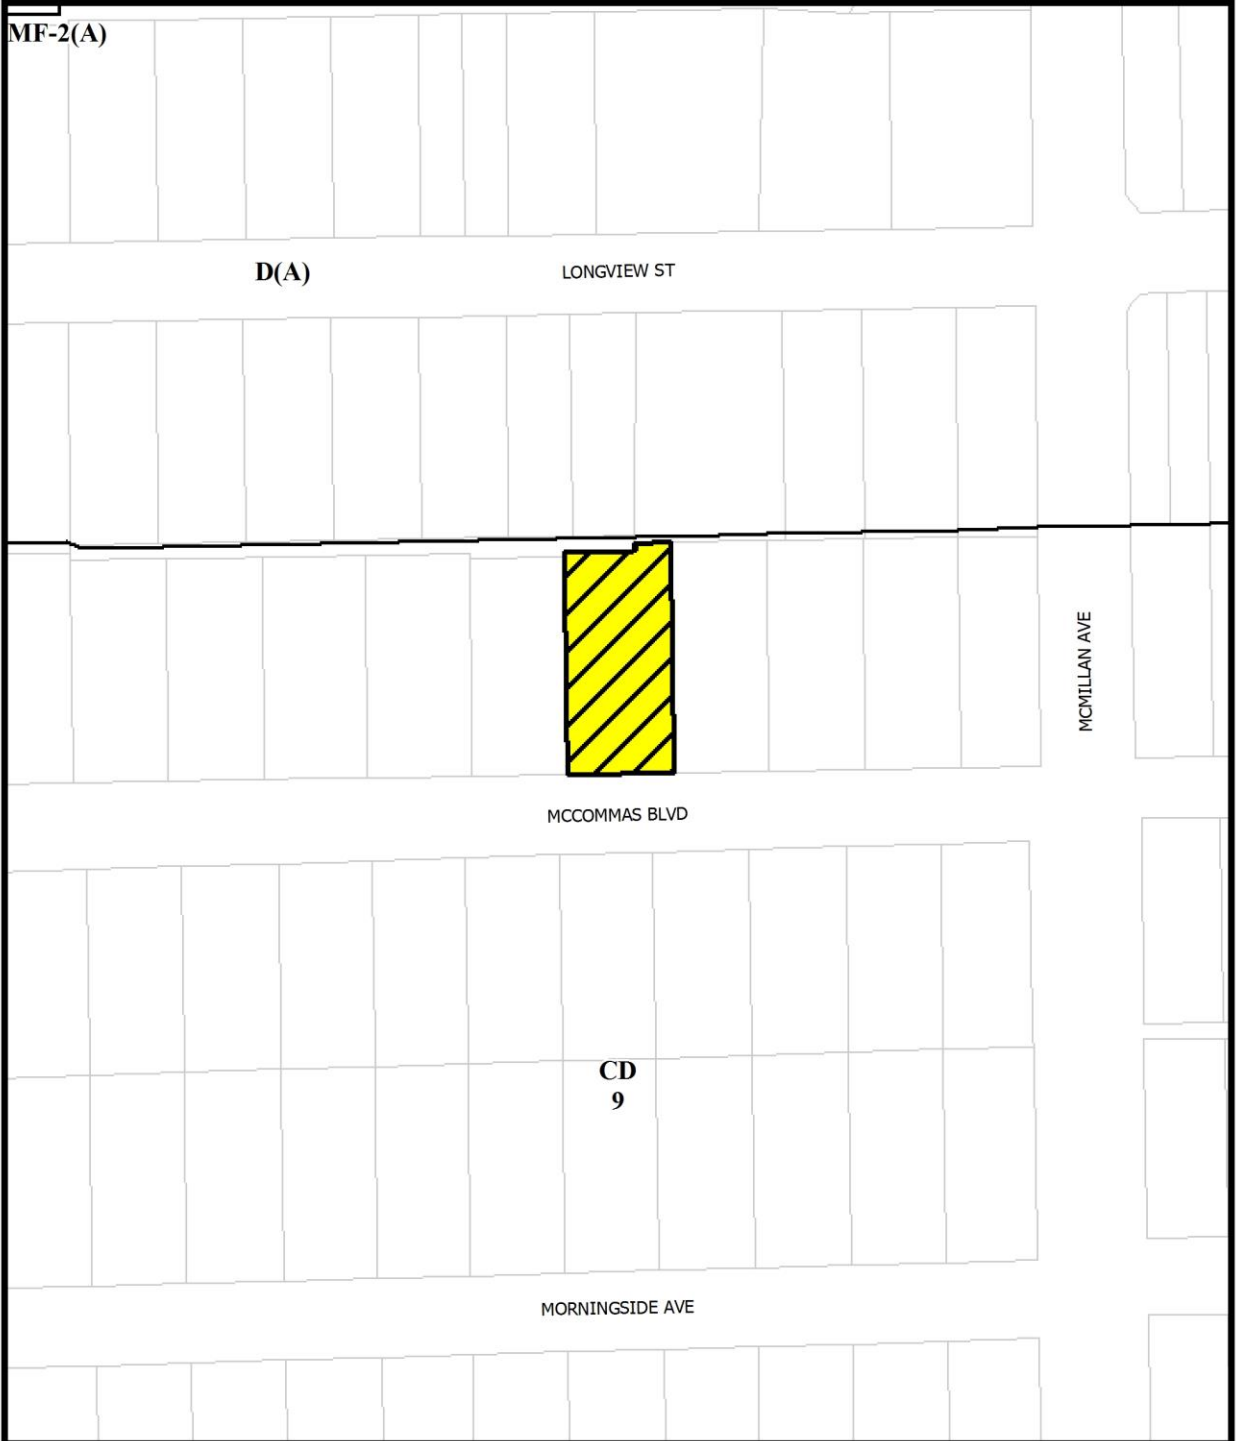 MF-2(A)
D(A)
LONGVIEW ST
MCMILLAN AVE
MCCOMMAS BLVD
CD
9
MORNINGSIDE AVE